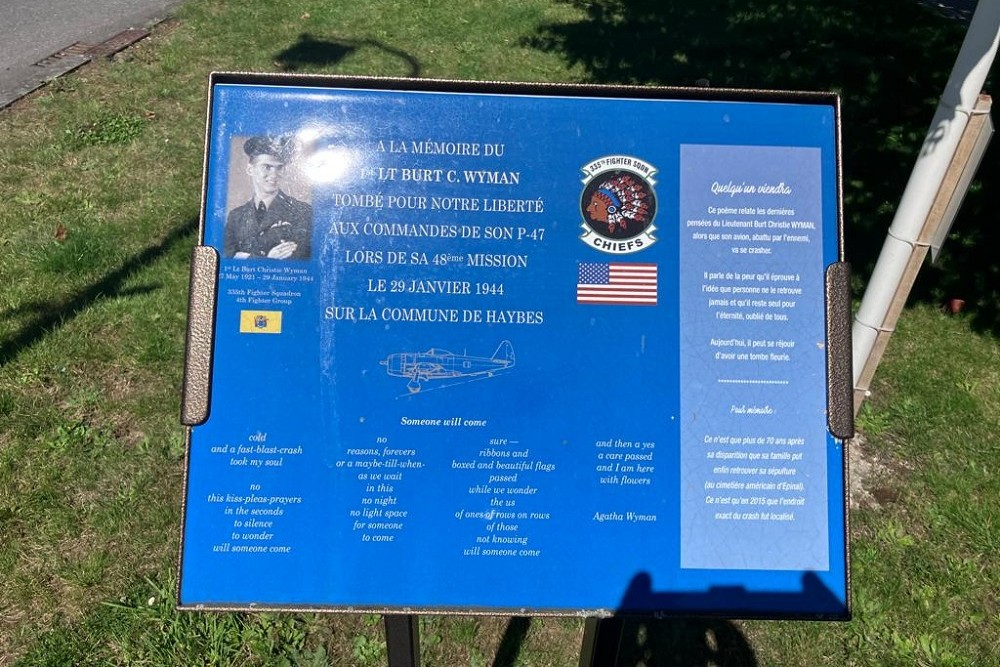 A LA MÉMOIRE DU
LT BURT C. WYMAN
TOMBÉ POUR NOTRE LIBERTÉ
AUX COMMANDES DE SON P-47
LORS DE SA 48ème MISSION
LE 29 JANVIER 1944
SUR LA COMMUNE DE HAYBES
1st Lt Burt Christie Wyman
May 1921 - 29 January 1944
335th Fighter Squadron
4th Fighter Group
335TH FIGHTER SQDN
CHIEFS
Someone will come
cold
and a fast-blast-crash
took my soul
no
this kiss-pleas-prayers
in the seconds
to silence
to wonder
will someone come
no
reasons, forevers
or a maybe-till-when-
as we wait
in this
no night
no light space
for someone
to come
sure —
ribbons and
boxed and beautiful flags
passed
while we wonder
the us
of ones of rows on rows
of those
not knowing
will someone come
and then a yes
a care passed
and I am here
with flowers
Agatha Wyman
Quelqu'un viendra
Ce poème relate les dernières
pensées du Lieutenant Burt Christie WYMAN,
alors que son avion, abattu par l'ennemi,
va se crasher.
Il parle de la peur qu'il éprouve à
l'idée que personne ne le retrouve
jamais et qu'il reste seul pour
l'éternité, oublié de tous.
Aujourd'hui, il peut se réjouir
d'avoir une tombe fleurie.
Pour mémoire :
Ce n'est que plus de 70 ans après
sa disparition que sa famille put
enfin retrouver sa sépulture
(au cimetière américain d'Epinal).
Ce n'est qu'en 2015 que l'endroit
exact du crash fut localisé.